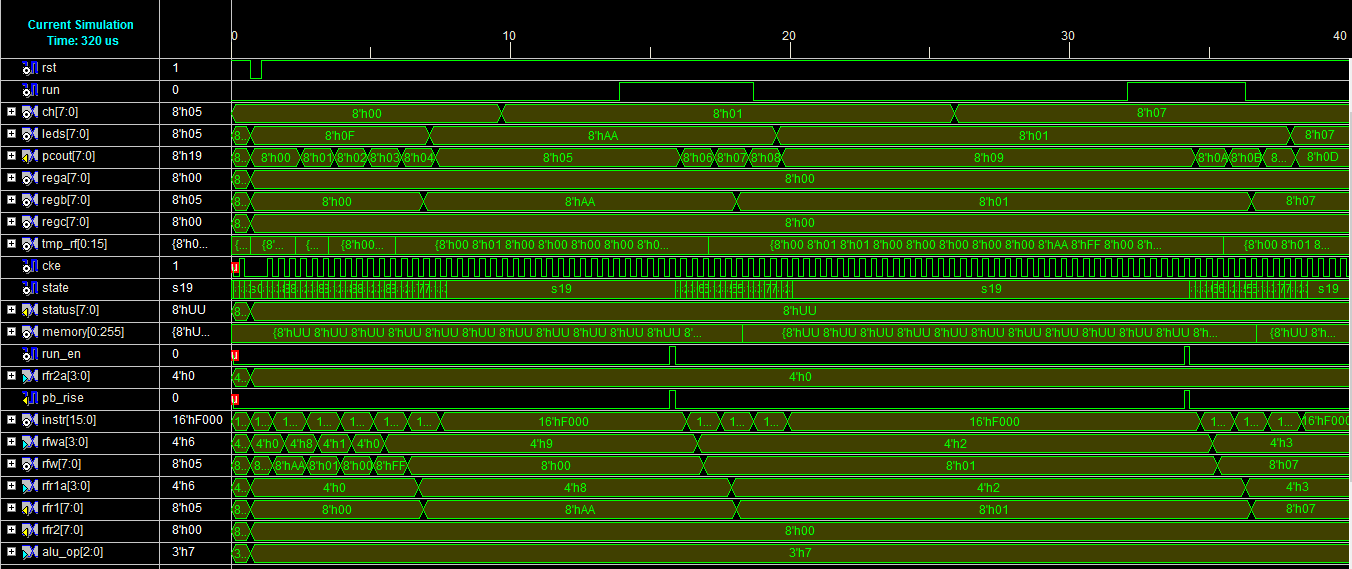 Current Simulation
Time: 320 us
0 10 20 30 40
rst 1
run 0
ch[7:0] 8'h05 8'h00 8'h01 8'h07
leds[7:0] 8'h05 8... 8'h0F 8'hAA 8'h01 8'h07
pcout[7:0] 8'h19 8... 8'h00 8'h01 8'h02 8'h03 8'h04 8'h05 8'h06 8'h07 8'h08 8'h09 8'h0A 8'h0B 8... 8'h0D
rega[7:0] 8'h00 8... 8'h00
regb[7:0] 8'h05 8... 8'h00 8'hAA 8'h01 8'h07
regc[7:0] 8'h00 8... 8'h00
tmp_rf[0:15] {8'h0... {... {8'... {... {8'h00... {8'h00 8'h01 8'h00 8'h00 8'h00 8'h00 8'h0... {8'h00 8'h01 8'h01 8'h00 8'h00 8'h00 8'h00 8'h00 8'hAA 8'hFF 8'h00 8'h... {8'h00 8'h01 8...
cke 1 u
state s19 s19 s19 s19
status[7:0] 8'hUU 8... 8'hUU
memory[0:255] {8'hU... {8'hUU 8'hUU 8'hUU 8'hUU 8'hUU 8'hUU 8'hUU 8'hUU 8'hUU 8'hUU 8'... {8'hUU 8'hUU 8'hUU 8'hUU 8'hUU 8'hUU 8'hUU 8'hUU 8'hUU 8'hUU 8'h... {8'hUU 8'h...
run_en 0 u
rfr2a[3:0] 4'h0 4... 4'h0
pb_rise 0 u
instr[15:0] 16'hF000 1... 1... 1... 1... 1... 1... 1... 16'hF000 1... 1... 1... 16'hF000 1... 1... 1... 16'hF000
rfwa[3:0] 4'h6 4... 4'h0 4'h8 4'h1 4'h0 4'h9 4'h2 4'h3
rfw[7:0] 8'h05 8... 8... 8'hAA 8'h01 8'h00 8'hFF 8'h00 8'h01 8'h07
rfr1a[3:0] 4'h6 4... 4'h0 4'h8 4'h2 4'h3
rfr1[7:0] 8'h05 8... 8'h00 8'hAA 8'h01 8'h07
rfr2[7:0] 8'h00 8... 8'h00
alu_op[2:0] 3'h7 3... 3'h7